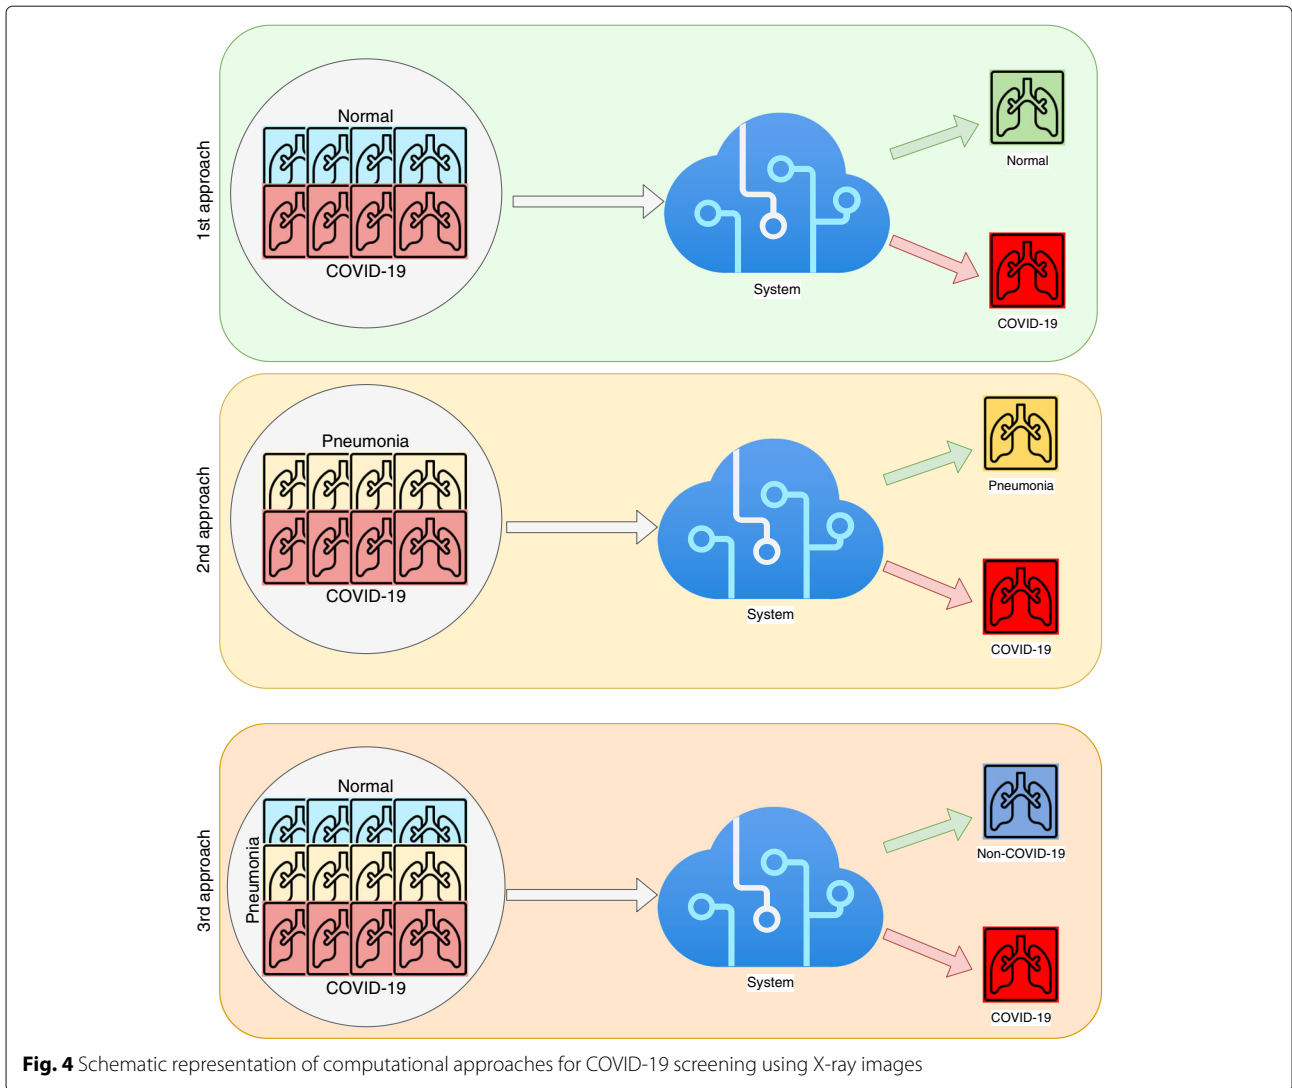 1st approach
Normal
COVID-19
System
Normal
COVID-19
2nd approach
Pneumonia
COVID-19
System
Pneumonia
COVID-19
3rd approach
Normal
Pneumonia
COVID-19
System
Non-COVID-19
COVID-19
Fig. 4 Schematic representation of computational approaches for COVID-19 screening using X-ray images